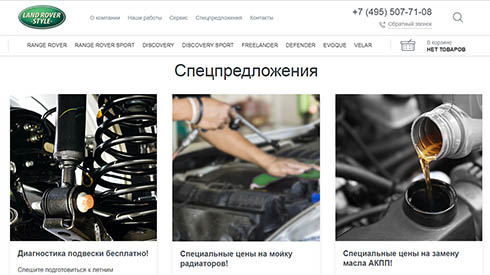 LAND ROVER
STYLE
О компании Наши работы Сервис Спецпредложения Контакты
+7 (495) 507-71-08
Обратный звонок
RANGE ROVER RANGE ROVER SPORT DISCOVERY DISCOVERY SPORT FREELANDER DEFENDER EVOQUE VELAR
В корзине
НЕТ ТОВАРОВ
Спецпредложения
Диагностика подвески бесплатно!
Спешите подготовиться к летним
Специальные цены на мойку
радиаторов!
Специальные цены на замену
масла АКПП!